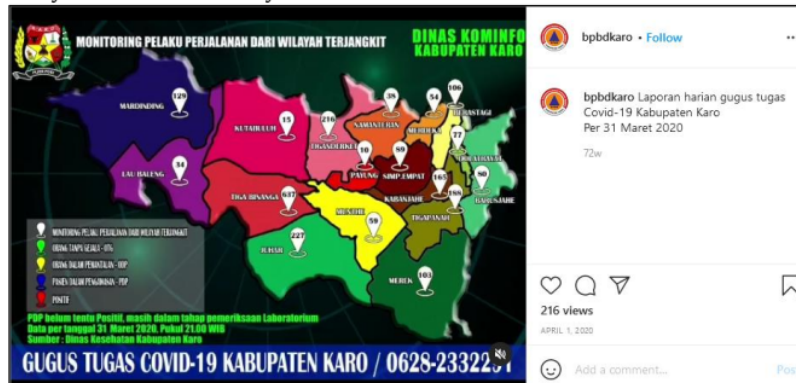 MONITORING PELAKU PERJALANAN DARI WILAYAH TERJANGKIT
DINAS KOMINFO
KABUPATEN KARO
MARDINDING
129
LAU BALENG
34
KUTABULUH
15
TIGANDERKET
216
NAMANTERAN
38
MERDEKA
54
BERASTAGI
106
77
DOLAT RAYAT
PAYUNG
10
SIMP.EMPAT
89
KABANJAHE
165
TIGAPANAH
188
BARUSJAHE
80
TIGA BINANGA
637
MUNTHE
59
JUHAR
227
MEREK
103
MONITORING PELAKU PERJALANAN DARI WILAYAH TERJANGKIT
ORANG TANPA GEJALA - OTG
ORANG DALAM PEMANTAUAN - ODP
PASIEN DALAM PENGAWASAN - PDP
POSITIF
PDP belum tentu Positif, masih dalam tahap pemeriksaan Laboratorium
Data per tanggal 31 Maret 2020, Pukul 21.00 WIB
Sumber : Dinas Kesehatan Kabupaten Karo
GUGUS TUGAS COVID-19 KABUPATEN KARO / 0628-2332291
bpbdkaro • Follow
bpbdkaro Laporan harian gugus tugas
Covid-19 Kabupaten Karo
Per 31 Maret 2020
72w
216 views
APRIL 1, 2020
Add a comment...
Post